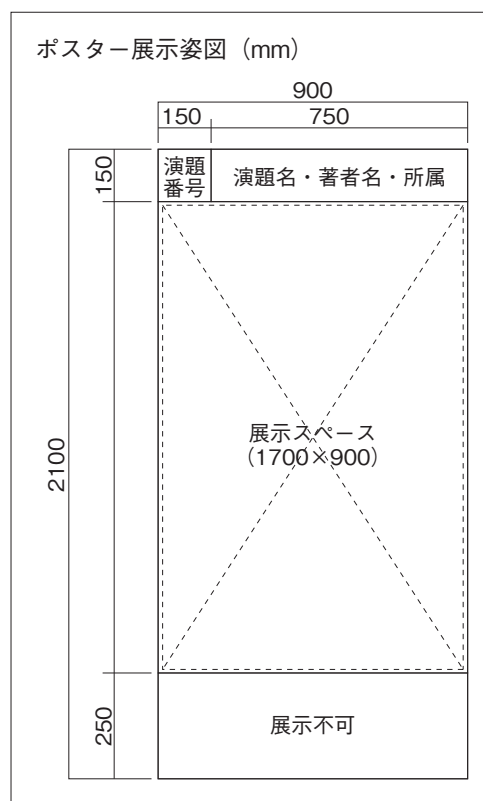 ポスター展示姿図（mm）
900
150
750
150
演題
番号
演題名・著者名・所属
2100
展示スペース
（1700×900）
250
展示不可